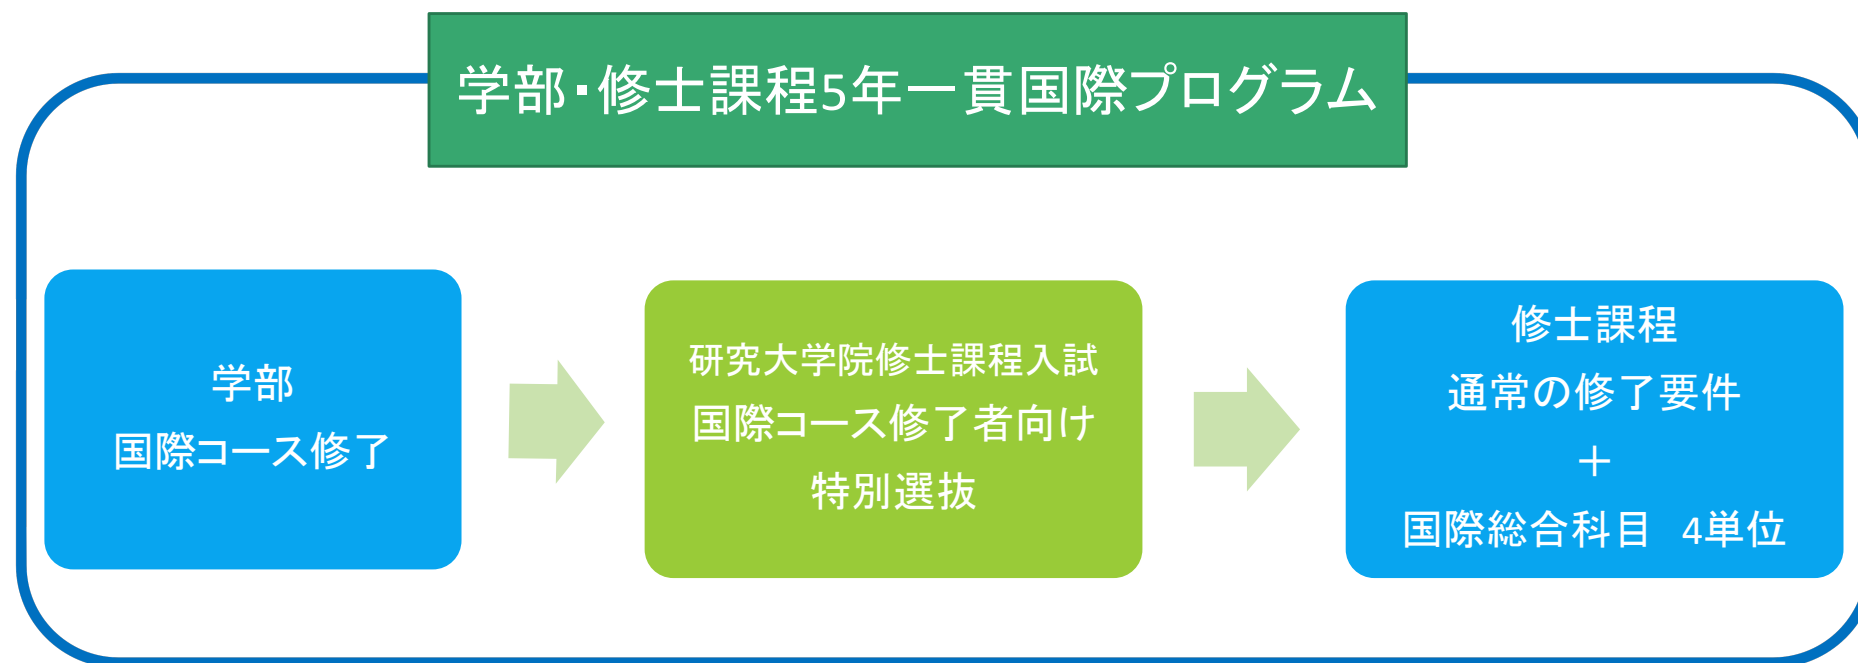 学部・修士課程5年一貫国際プログラム
学部
国際コース修了
研究大学院修士課程入試
国際コース修了者向け
特別選抜
修士課程
通常の修了要件
＋
国際総合科目　4単位